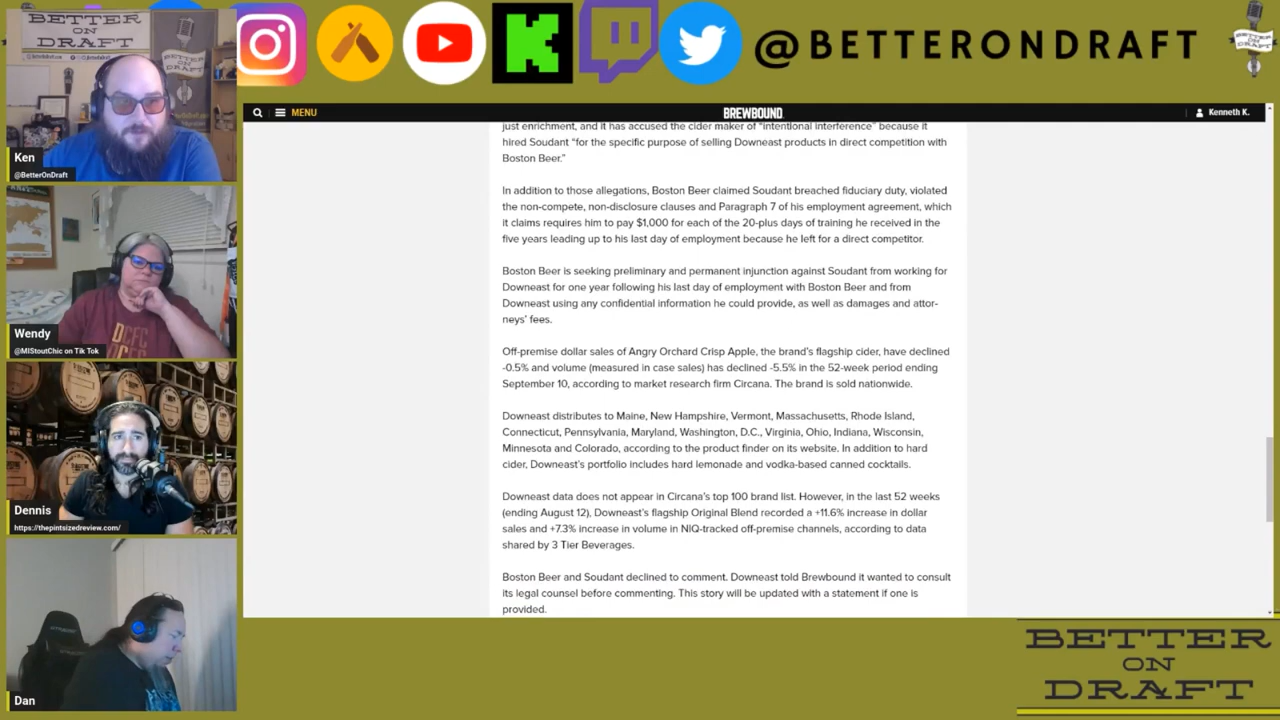 BETTER
ON
DRAFT
@BETTERONDRAFT
BETTER
ON DRAFT
Ken
@BetterOnDraft
Wendy
@MIStoutChic on Tik Tok
DCFC
Dennis
https://thepintsizedreview.com/
Dan
MENU
BREWBOUND
Kenneth K.
just enrichment, and it has accused the cider maker of “intentional interference” because it
hired Soudant “for the specific purpose of selling Downeast products in direct competition with
Boston Beer.”
In addition to those allegations, Boston Beer claimed Soudant breached fiduciary duty, violated
the non-compete, non-disclosure clauses and Paragraph 7 of his employment agreement, which
it claims requires him to pay $1,000 for each of the 20-plus days of training he received in the
five years leading up to his last day of employment because he left for a direct competitor.
Boston Beer is seeking preliminary and permanent injunction against Soudant from working for
Downeast for one year following his last day of employment with Boston Beer and from
Downeast using any confidential information he could provide, as well as damages and attor-
neys’ fees.
Off-premise dollar sales of Angry Orchard Crisp Apple, the brand’s flagship cider, have declined
-0.5% and volume (measured in case sales) has declined -5.5% in the 52-week period ending
September 10, according to market research firm Circana. The brand is sold nationwide.
Downeast distributes to Maine, New Hampshire, Vermont, Massachusetts, Rhode Island,
Connecticut, Pennsylvania, Maryland, Washington, D.C., Virginia, Ohio, Indiana, Wisconsin,
Minnesota and Colorado, according to the product finder on its website. In addition to hard
cider, Downeast’s portfolio includes hard lemonade and vodka-based canned cocktails.
Downeast data does not appear in Circana’s top 100 brand list. However, in the last 52 weeks
(ending August 12), Downeast’s flagship Original Blend recorded a +11.6% increase in dollar
sales and +7.3% increase in volume in NIQ-tracked off-premise channels, according to data
shared by 3 Tier Beverages.
Boston Beer and Soudant declined to comment. Downeast told Brewbound it wanted to consult
its legal counsel before commenting. This story will be updated with a statement if one is
provided.
BETTER
ON
DRAFT